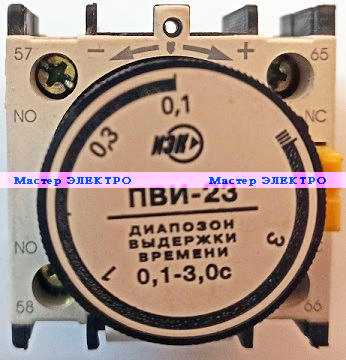 57 − + 65
0,1
NO 0,3 ИЭК NC
Мастер ЭЛЕКТРО Мастер ЭЛЕКТРО
ПВИ-23
ДИАПОЗОН
ВЫДЕРЖКИ
ВРЕМЕНИ
0,1-3,0с
NO 1 3
58 66